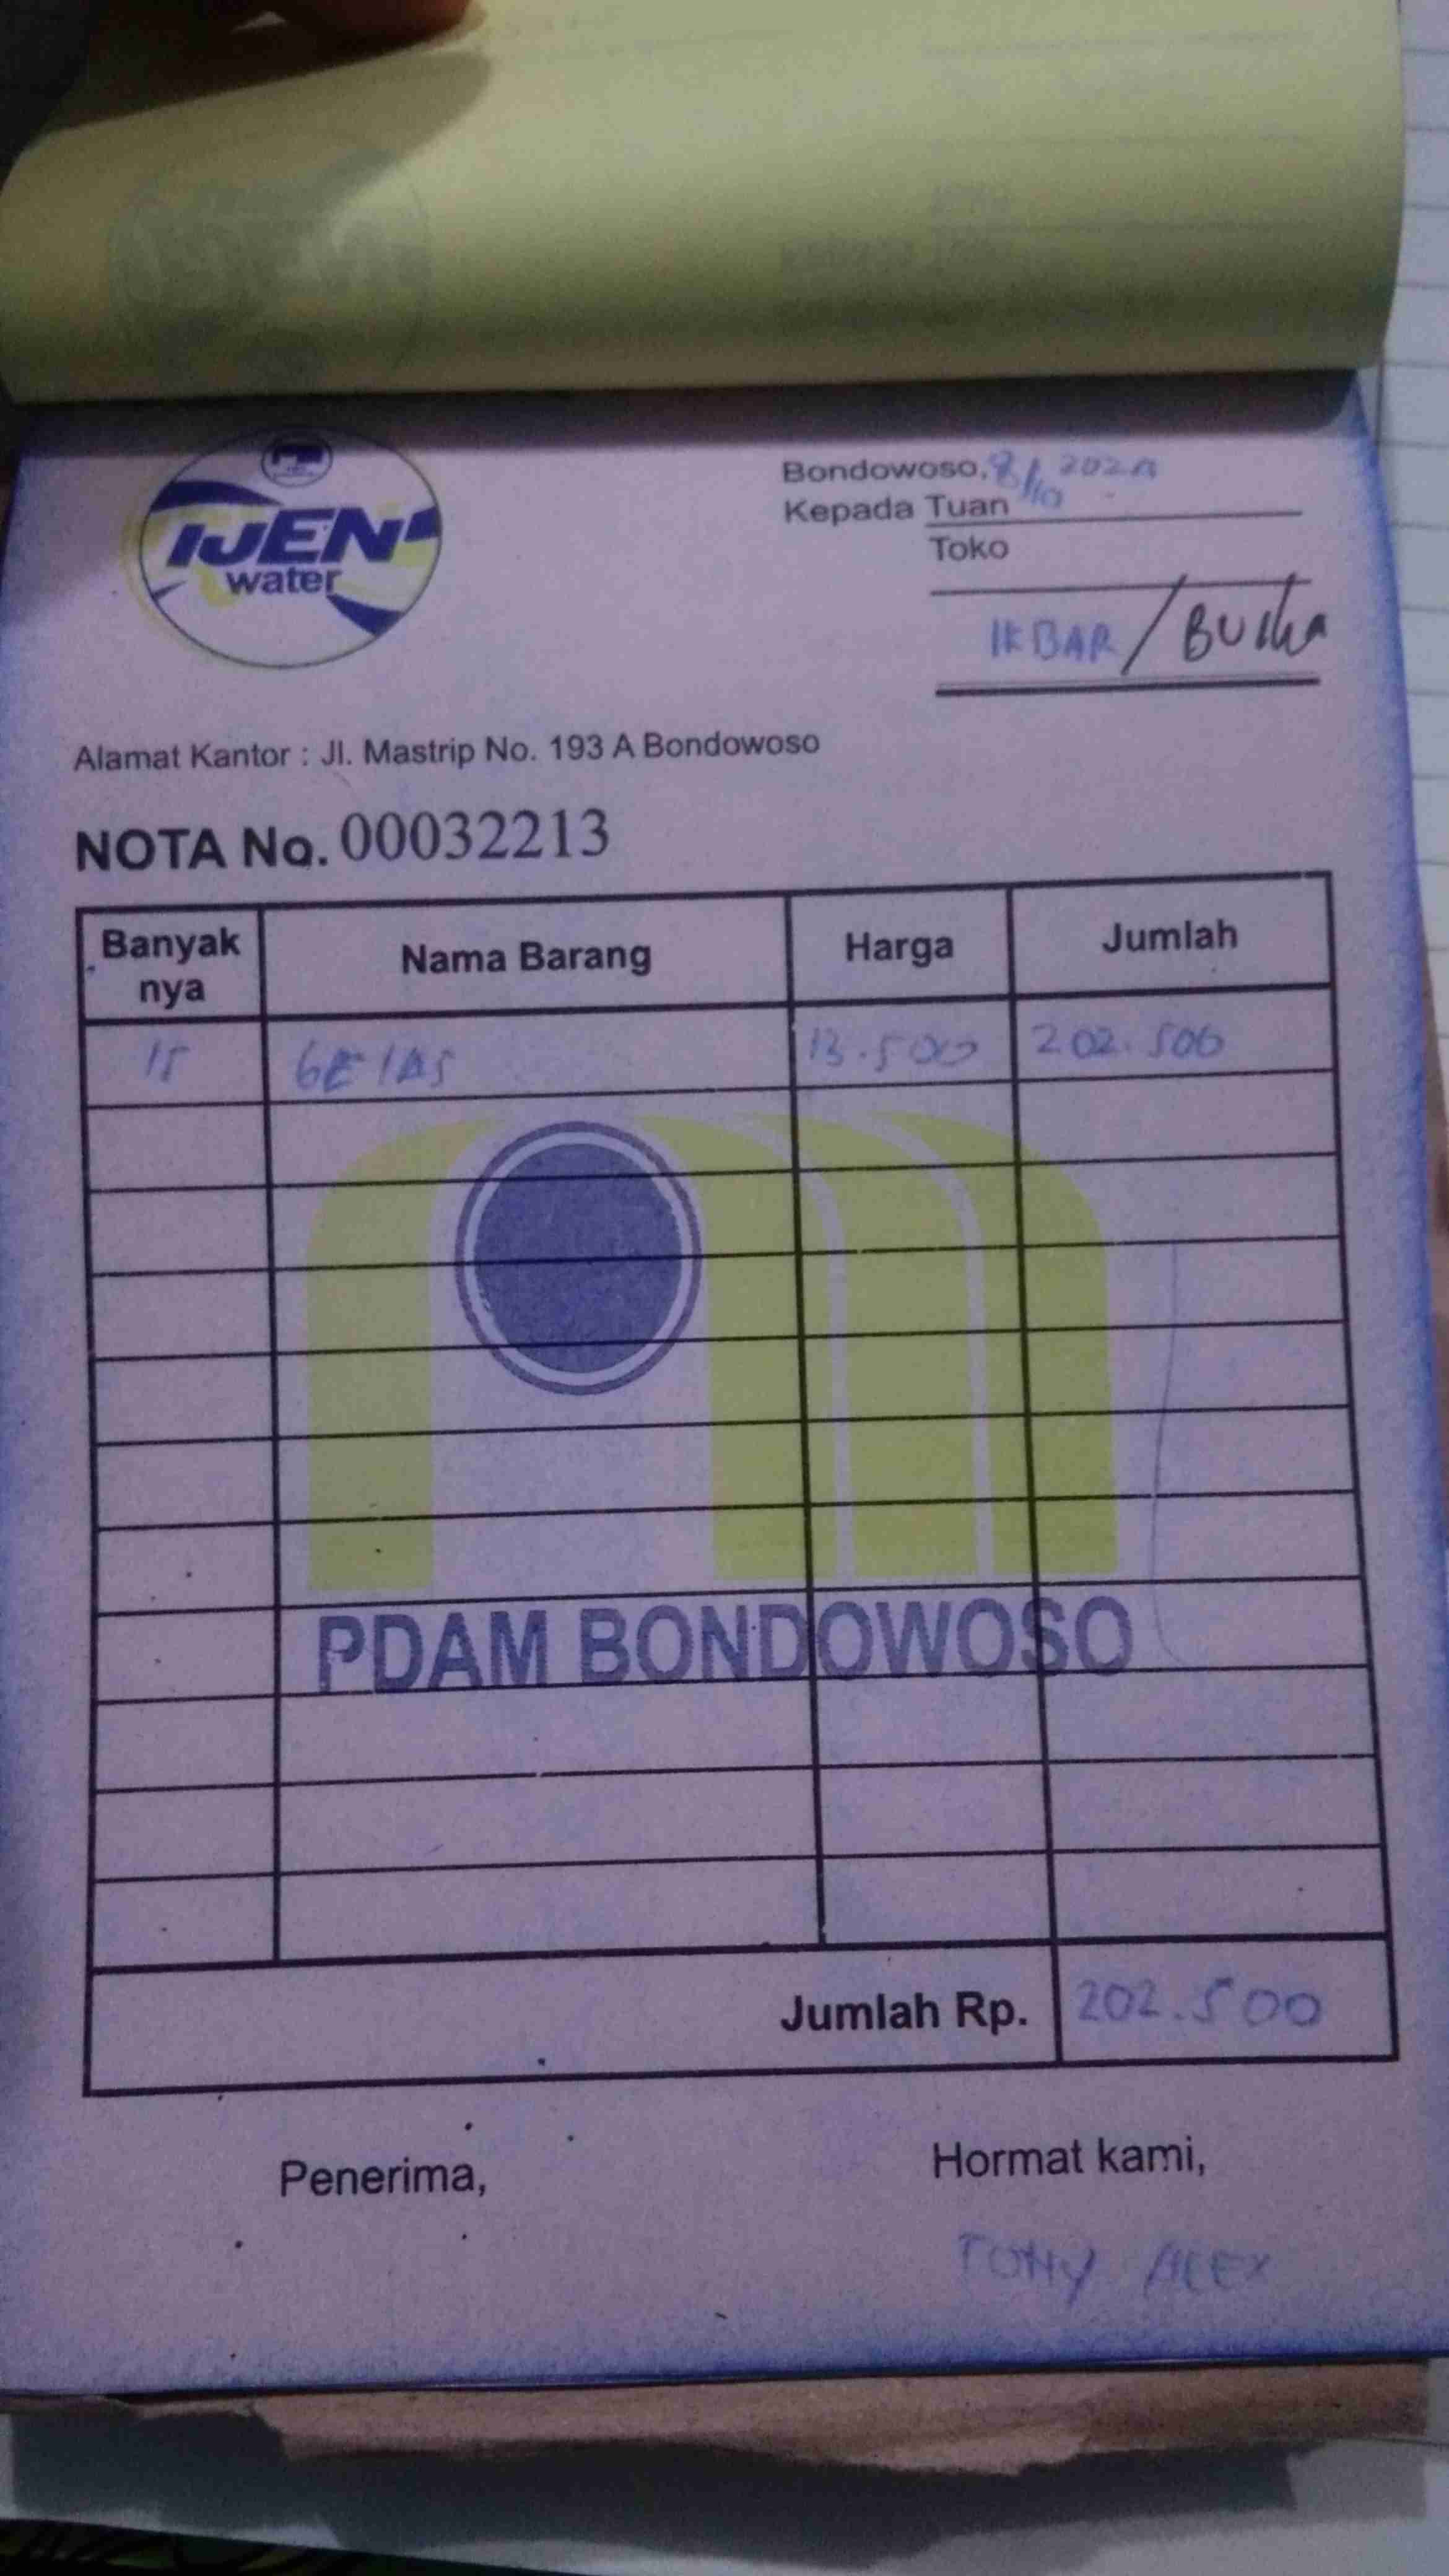 IJEN
water
Bondowoso, 8/10 2024
Kepada Tuan
Toko
IKBAR /
Alamat Kantor : Jl. Mastrip No. 193 A Bondowoso
NOTA No. 00032213
Banyak nya Nama Barang Harga Jumlah
15 GELAS 13.500 202.500
PDAM BONDOWOSO
Jumlah Rp. 202.500
Penerima, Hormat kami,
TONY ALEX